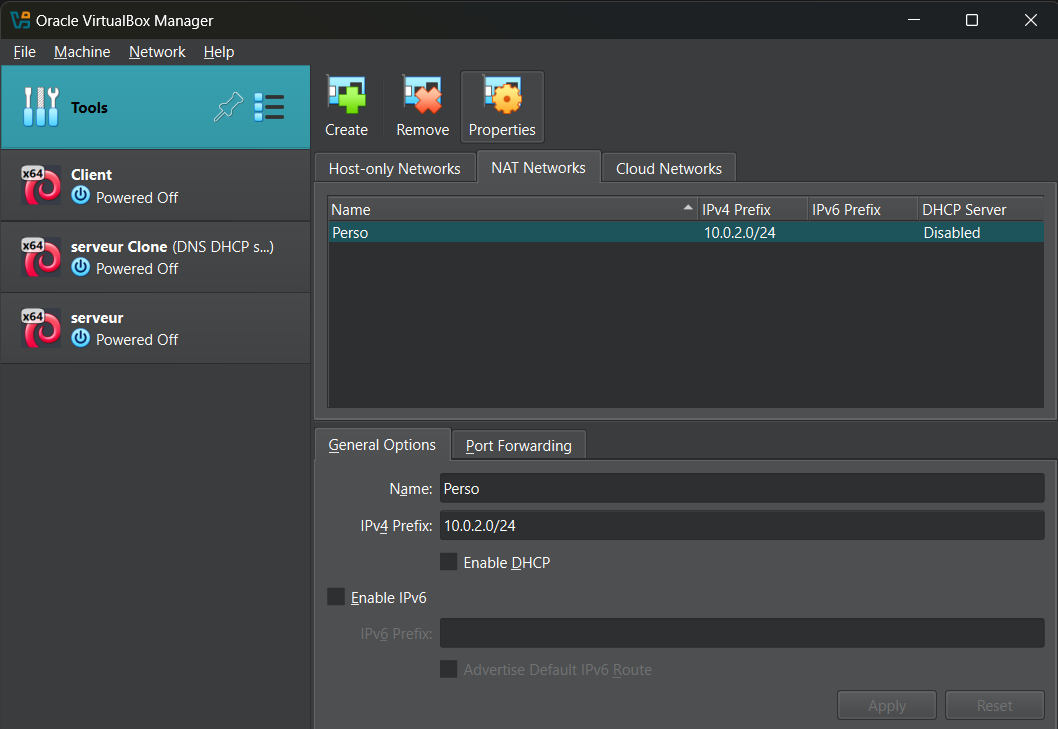 Oracle VirtualBox Manager
File Machine Network Help
Tools
x64
Client
Powered Off
x64
serveur Clone (DNS DHCP s...)
Powered Off
x64
serveur
Powered Off
Create Remove Properties
Host-only Networks NAT Networks Cloud Networks
Name IPv4 Prefix IPv6 Prefix DHCP Server
Perso 10.0.2.0/24 Disabled
General Options Port Forwarding
Name: Perso
IPv4 Prefix: 10.0.2.0/24
Enable DHCP
Enable IPv6
IPv6 Prefix:
Advertise Default IPv6 Route
Apply Reset